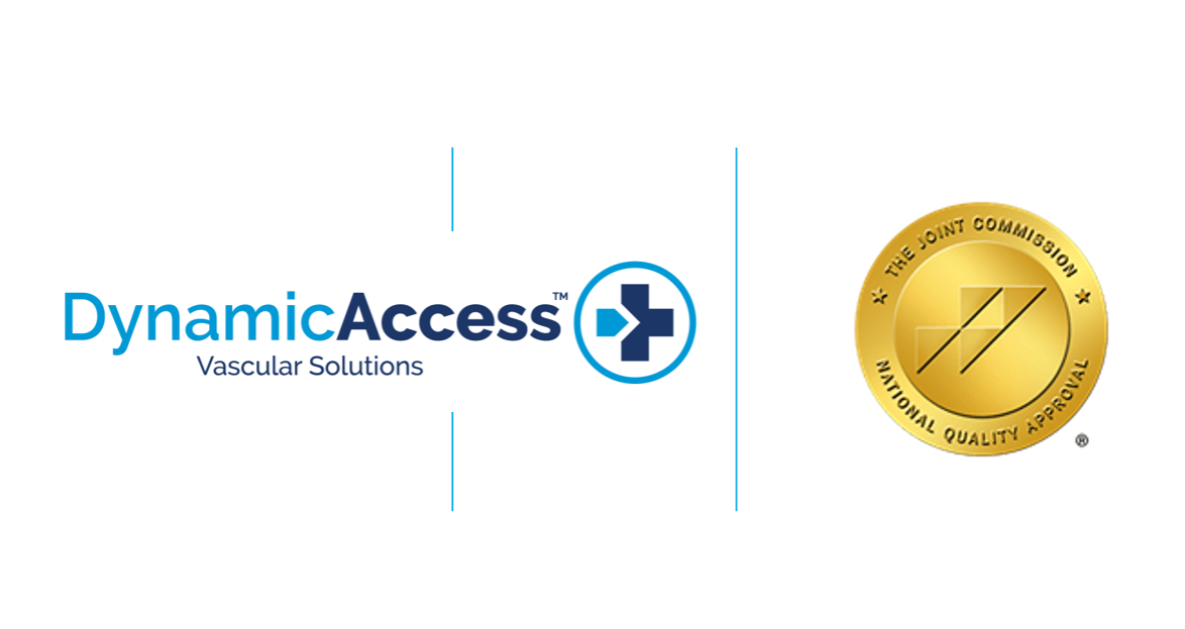 DynamicAccess™
Vascular Solutions
THE JOINT COMMISSION
NATIONAL QUALITY APPROVAL
®